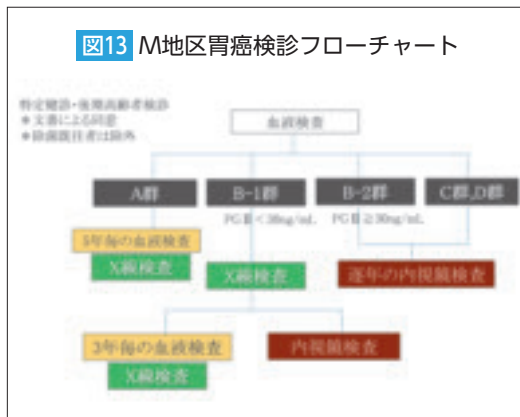 図13 M地区胃癌検診フローチャート
特定健診・後期高齢者検診
＊文書による同意
＊除菌既往者は除外
血液検査
A群
B-1群
B-2群
C群,D群
PGⅡ<30ng/mL
PGⅡ≧30ng/mL
5年毎の血液検査
X線検査
X線検査
逐年の内視鏡検査
3年毎の血液検査
X線検査
内視鏡検査